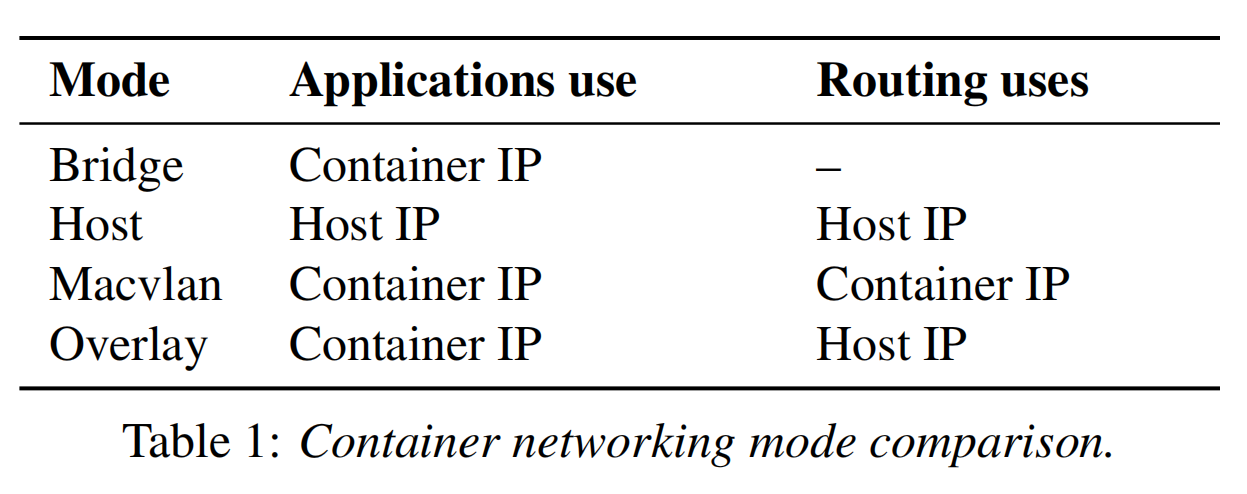 Mode Applications use Routing uses
Bridge Container IP –
Host Host IP Host IP
Macvlan Container IP Container IP
Overlay Container IP Host IP
Table 1: Container networking mode comparison.